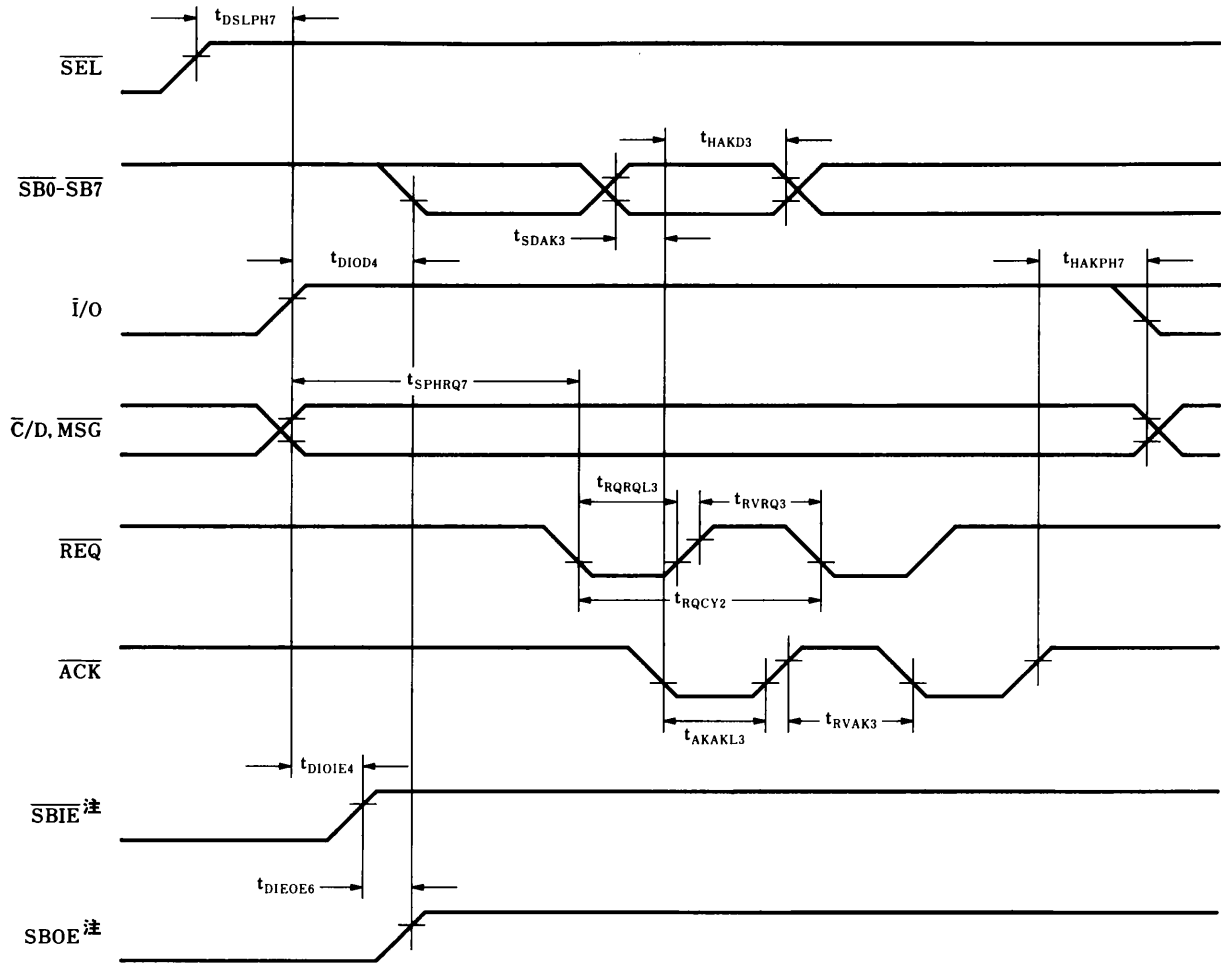 tDSLPH7
SEL
tHAKD3
SB0-SB7
tSDAK3
tDIOD4
tHAKPH7
I/O
tSPHRQ7
C/D, MSG
tRQRQL3
tRVRQ3
REQ
tRQCY2
ACK
tAKAKL3
tRVAK3
tDIOIE4
SBIE注
tDIEOE6
SBOE注